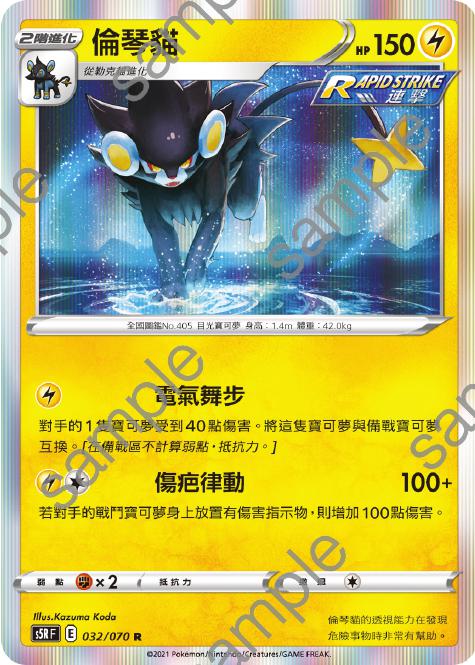 2階進化
倫琴貓
HP 150
從勒克貓進化
RAPID STRIKE
連擊
全國圖鑑No.405 目光寶可夢 身高：1.4m 體重：42.0kg
電氣舞步
對手的1隻寶可夢受到40點傷害。將這隻寶可夢與備戰寶可夢
互換。[在備戰區不計算弱點・抵抗力。]
傷疤律動 100+
若對手的戰鬥寶可夢身上放置有傷害指示物，則增加100點傷害。
弱點 ×2 抵抗力 撤退
Illus.Kazuma Koda
s5R F E 032/070 R
倫琴貓的透視能力在發現
危險事物時非常有幫助。
©2021 Pokémon/Nintendo/Creatures/GAME FREAK.
sample
sample
sample
sample
sample
sample
sample
sample